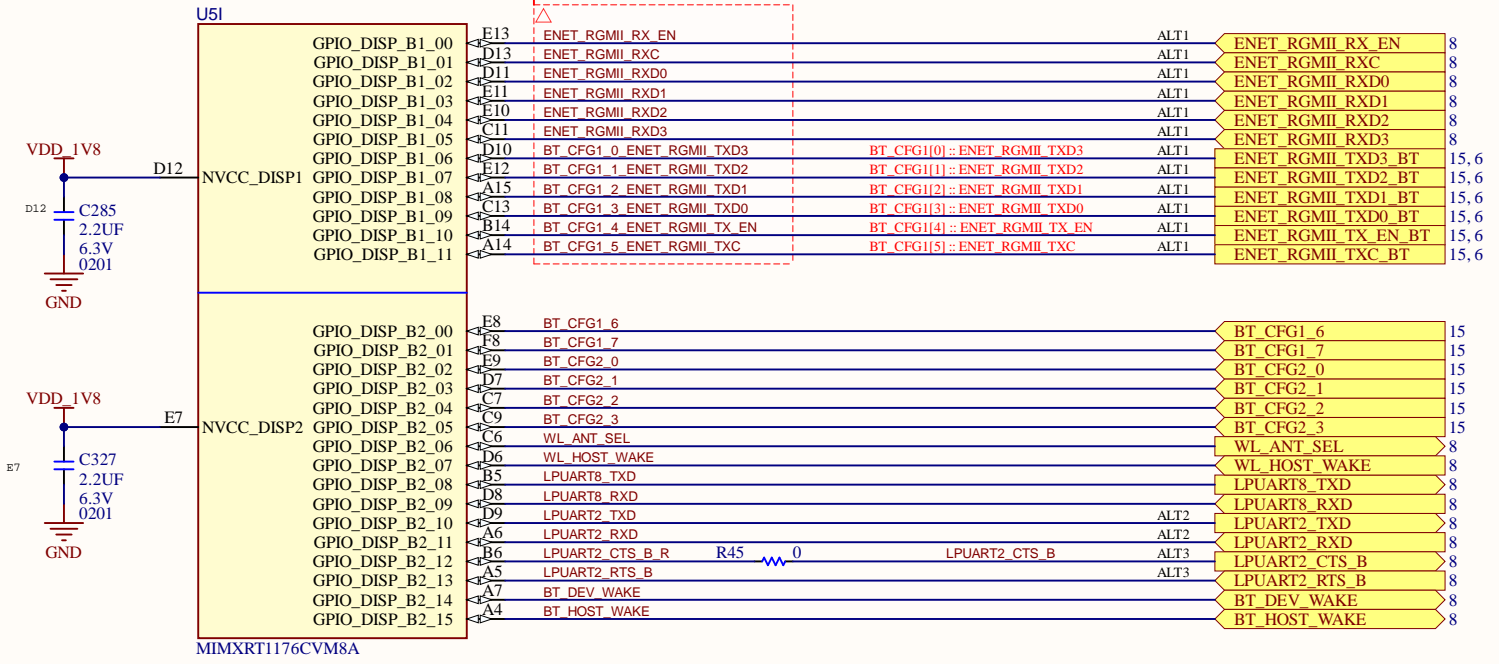 U5I
GPIO_DISP_B1_00 E13 ENET_RGMII_RX_EN ALT1 ENET_RGMII_RX_EN 8
GPIO_DISP_B1_01 D13 ENET_RGMII_RXC ALT1 ENET_RGMII_RXC 8
GPIO_DISP_B1_02 D11 ENET_RGMII_RXD0 ALT1 ENET_RGMII_RXD0 8
GPIO_DISP_B1_03 E11 ENET_RGMII_RXD1 ALT1 ENET_RGMII_RXD1 8
GPIO_DISP_B1_04 E10 ENET_RGMII_RXD2 ALT1 ENET_RGMII_RXD2 8
GPIO_DISP_B1_05 C11 ENET_RGMII_RXD3 ALT1 ENET_RGMII_RXD3 8
VDD_1V8
GPIO_DISP_B1_06 D10 BT_CFG1_0_ENET_RGMII_TXD3 BT_CFG1[0] :: ENET_RGMII_TXD3 ALT1 ENET_RGMII_TXD3_BT 15, 6
D12 NVCC_DISP1 GPIO_DISP_B1_07 E12 BT_CFG1_1_ENET_RGMII_TXD2 BT_CFG1[1] :: ENET_RGMII_TXD2 ALT1 ENET_RGMII_TXD2_BT 15, 6
GPIO_DISP_B1_08 A15 BT_CFG1_2_ENET_RGMII_TXD1 BT_CFG1[2] :: ENET_RGMII_TXD1 ALT1 ENET_RGMII_TXD1_BT 15, 6
D12 C285 GPIO_DISP_B1_09 C13 BT_CFG1_3_ENET_RGMII_TXD0 BT_CFG1[3] :: ENET_RGMII_TXD0 ALT1 ENET_RGMII_TXD0_BT 15, 6
2.2UF GPIO_DISP_B1_10 B14 BT_CFG1_4_ENET_RGMII_TX_EN BT_CFG1[4] :: ENET_RGMII_TX_EN ALT1 ENET_RGMII_TX_EN_BT 15, 6
6.3V GPIO_DISP_B1_11 A14 BT_CFG1_5_ENET_RGMII_TXC BT_CFG1[5] :: ENET_RGMII_TXC ALT1 ENET_RGMII_TXC_BT 15, 6
0201
GND
GPIO_DISP_B2_00 E8 BT_CFG1_6 BT_CFG1_6 15
GPIO_DISP_B2_01 F8 BT_CFG1_7 BT_CFG1_7 15
GPIO_DISP_B2_02 E9 BT_CFG2_0 BT_CFG2_0 15
GPIO_DISP_B2_03 D7 BT_CFG2_1 BT_CFG2_1 15
VDD_1V8
GPIO_DISP_B2_04 C7 BT_CFG2_2 BT_CFG2_2 15
E7 NVCC_DISP2 GPIO_DISP_B2_05 C9 BT_CFG2_3 BT_CFG2_3 15
GPIO_DISP_B2_06 C6 WL_ANT_SEL WL_ANT_SEL 8
E7 C327 GPIO_DISP_B2_07 D6 WL_HOST_WAKE WL_HOST_WAKE 8
2.2UF GPIO_DISP_B2_08 B5 LPUART8_TXD LPUART8_TXD 8
6.3V GPIO_DISP_B2_09 D8 LPUART8_RXD LPUART8_RXD 8
0201 GPIO_DISP_B2_10 D9 LPUART2_TXD ALT2 LPUART2_TXD 8
GPIO_DISP_B2_11 A6 LPUART2_RXD ALT2 LPUART2_RXD 8
GND GPIO_DISP_B2_12 B6 LPUART2_CTS_B_R R45 0 LPUART2_CTS_B ALT3 LPUART2_CTS_B 8
GPIO_DISP_B2_13 A5 LPUART2_RTS_B ALT3 LPUART2_RTS_B 8
GPIO_DISP_B2_14 A7 BT_DEV_WAKE BT_DEV_WAKE 8
GPIO_DISP_B2_15 A4 BT_HOST_WAKE BT_HOST_WAKE 8
MIMXRT1176CVM8A